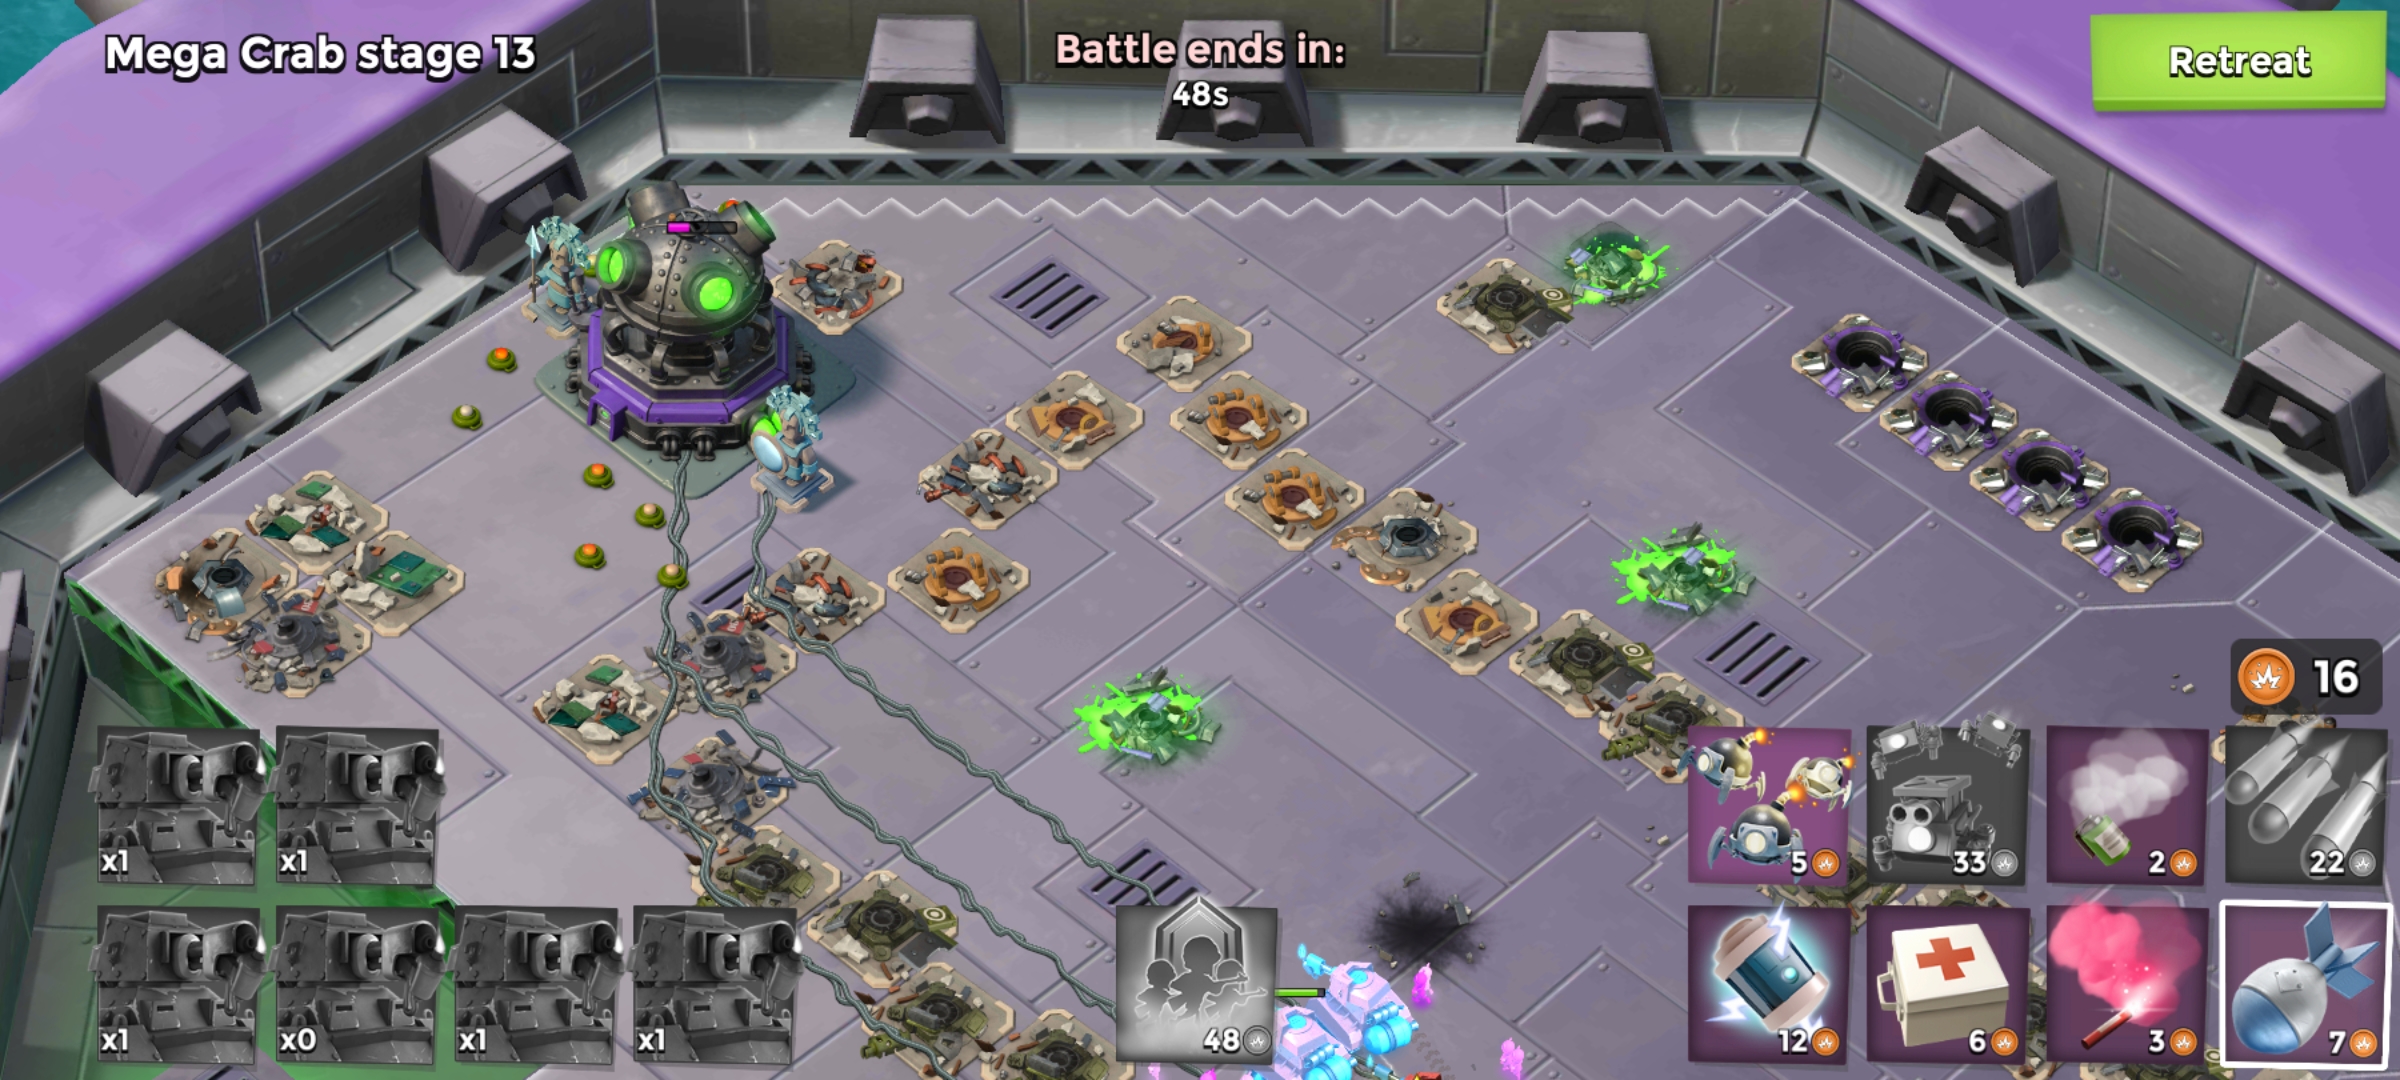 Mega Crab stage 13
Battle ends in:
48s
Retreat
16
x1
x1
5
33
2
22
x1
x0
x1
x1
48
12
6
3
7